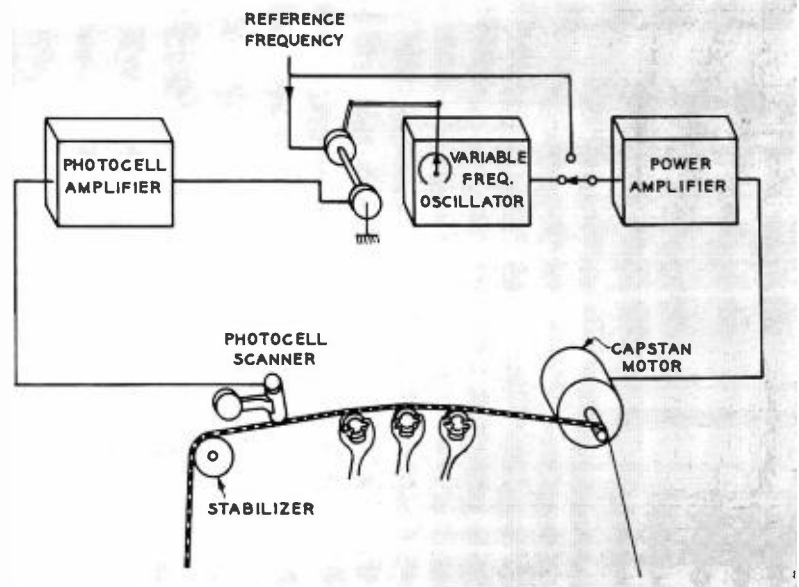 REFERENCE
FREQUENCY
PHOTOCELL
AMPLIFIER
VARIABLE
FREQ.
OSCILLATOR
POWER
AMPLIFIER
PHOTOCELL
SCANNER
CAPSTAN
MOTOR
STABILIZER